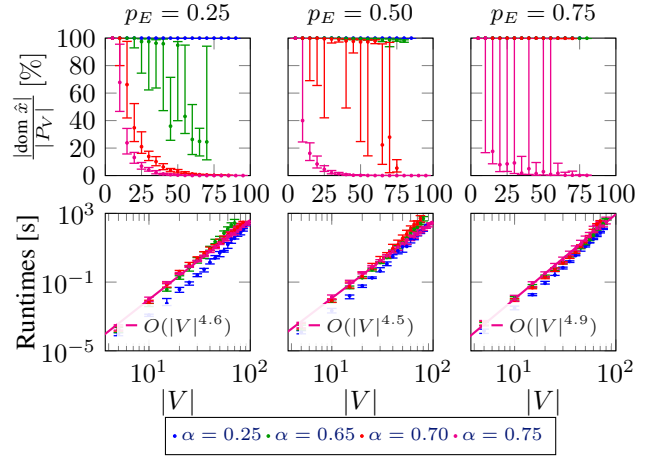 p_E = 0.25 p_E = 0.50 p_E = 0.75
|dom x̂| / |P_V| [%]
100
80
60
40
20
0
0 25 50 75 100 0 25 50 75 100 0 25 50 75 100
Runtimes [s]
10^3
10^−1
10^−5
O(|V|^4.6) O(|V|^4.5) O(|V|^4.9)
10^1 10^2 10^1 10^2 10^1 10^2
|V| |V| |V|
α = 0.25 α = 0.65 α = 0.70 α = 0.75